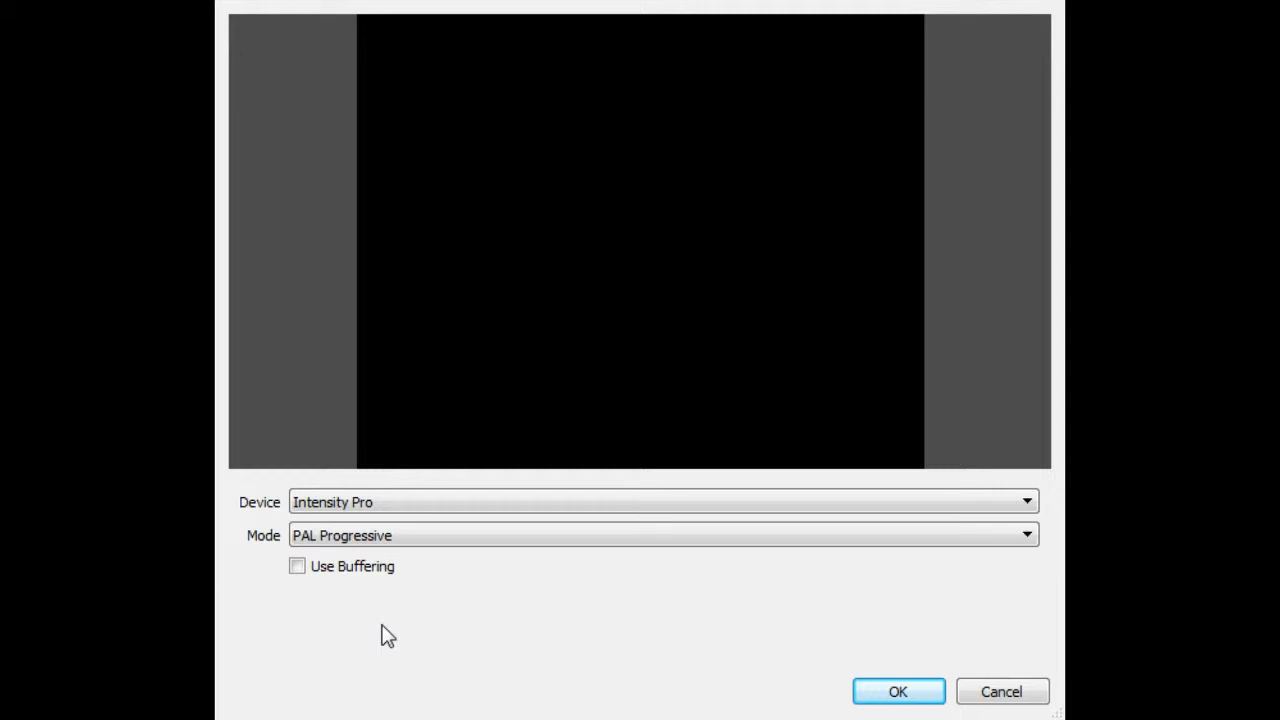 Device Intensity Pro
Mode PAL Progressive
Use Buffering
OK Cancel